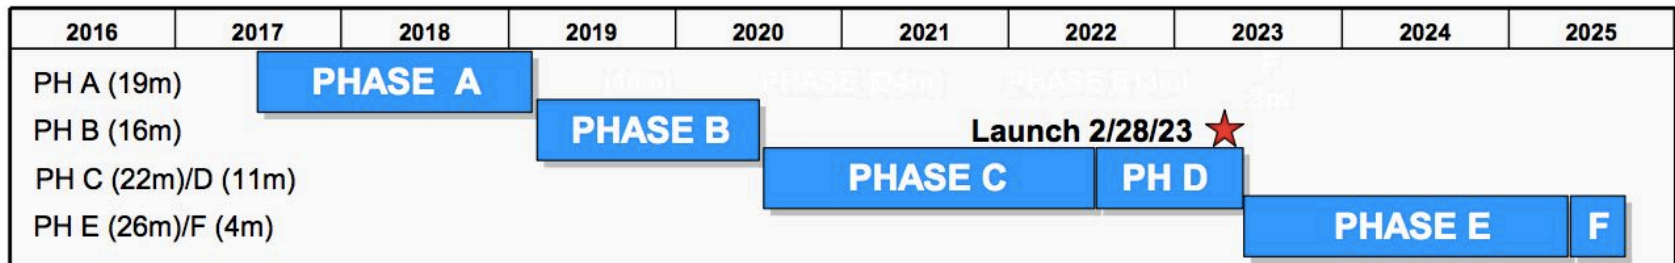 2016 2017 2018 2019 2020 2021 2022 2023 2024 2025
PH A (19m) PHASE A
PH B (16m) PHASE B Launch 2/28/23
PH C (22m)/D (11m) PHASE C PH D
PH E (26m)/F (4m) PHASE E F